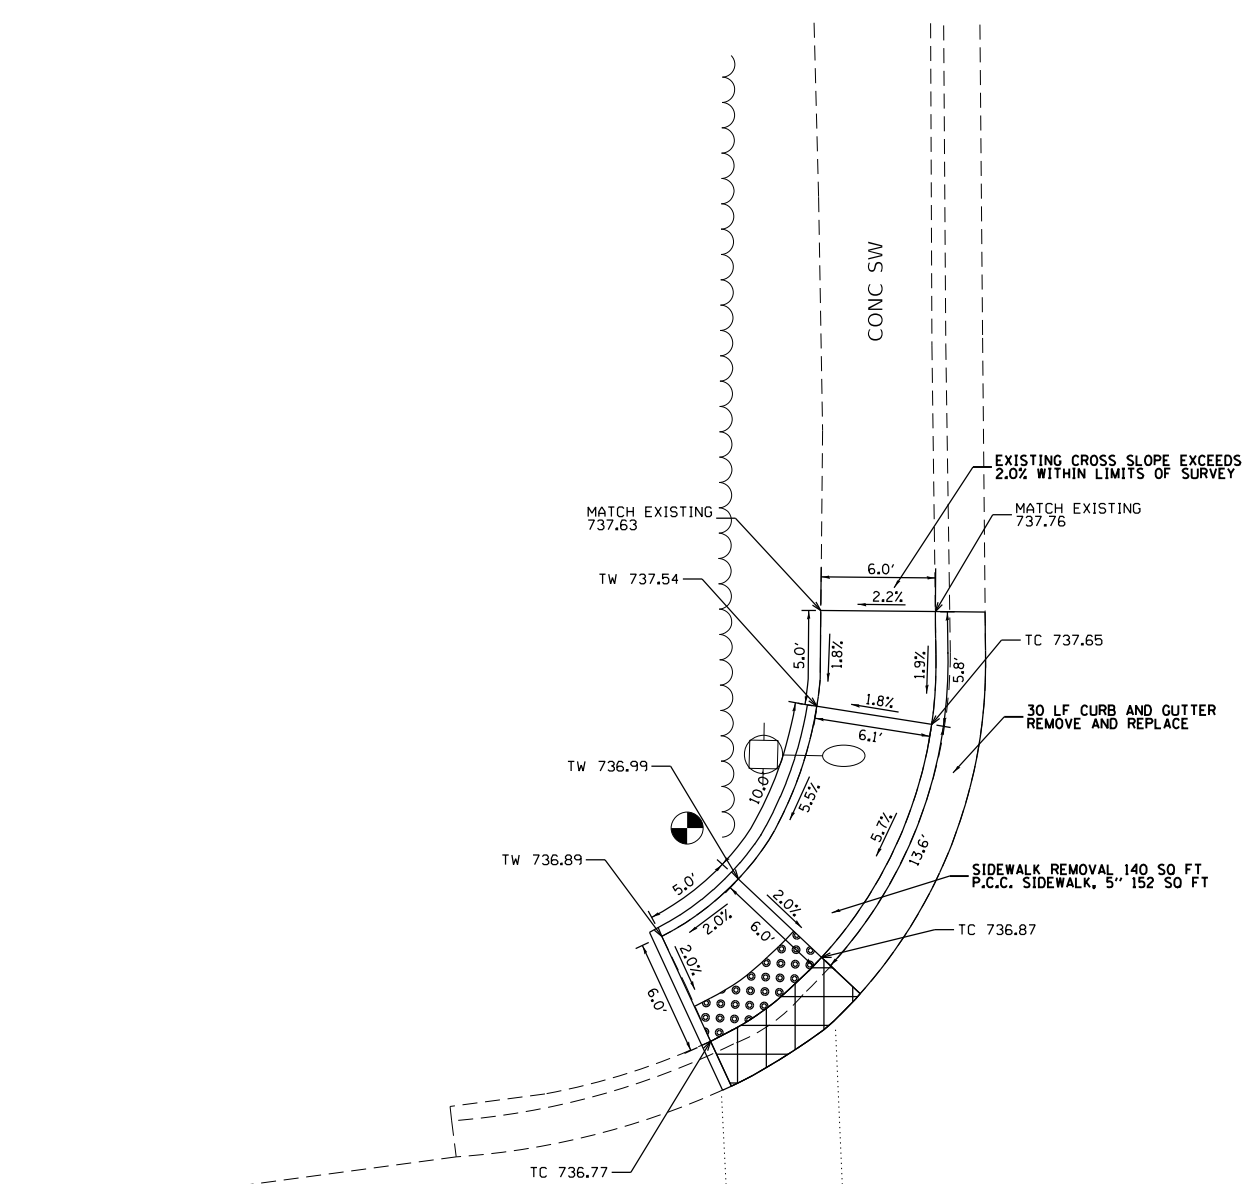 CONC SW
EXISTING CROSS SLOPE EXCEEDS
2.0% WITHIN LIMITS OF SURVEY
MATCH EXISTING
737.63
MATCH EXISTING
737.76
6.0'
TW 737.54
2.2%
5.0'
1.8%
1.9%
5.8'
TC 737.65
1.8%
6.1'
30 LF CURB AND GUTTER
REMOVE AND REPLACE
TW 736.99
10.0'
5.5%
5.7%
13.6'
TW 736.89
SIDEWALK REMOVAL 140 SQ FT
P.C.C. SIDEWALK, 5" 152 SQ FT
5.0'
2.0%
2.0%
6.0'
TC 736.87
2.0%
6.0'
TC 736.77